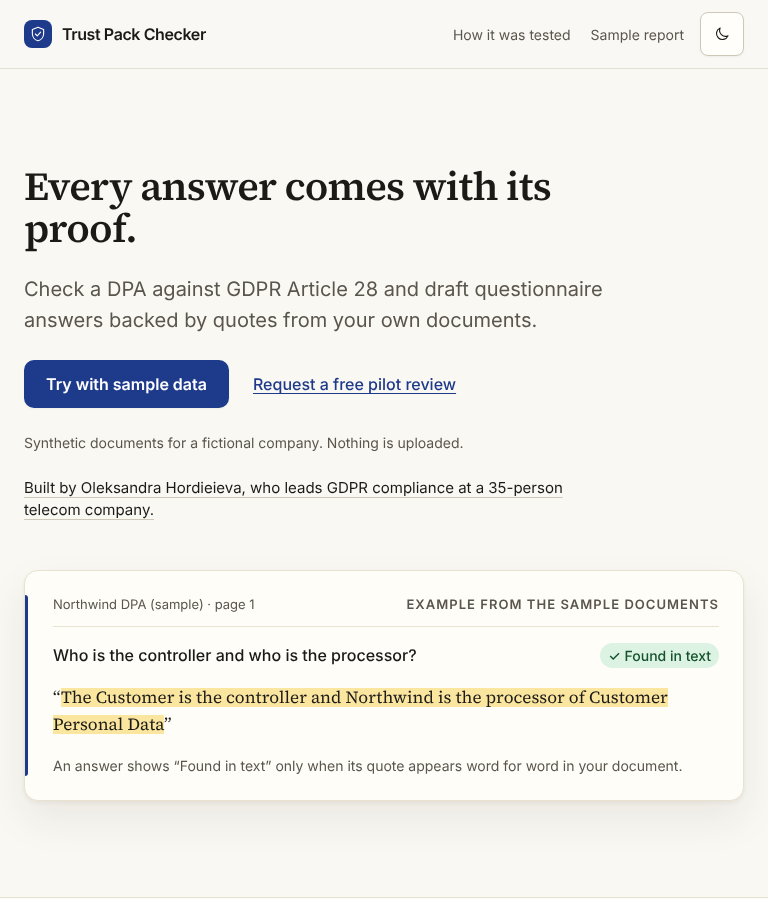 Trust Pack Checker
How it was tested
Sample report
Every answer comes with its
proof.
Check a DPA against GDPR Article 28 and draft questionnaire
answers backed by quotes from your own documents.
Try with sample data
Request a free pilot review
Synthetic documents for a fictional company. Nothing is uploaded.
Built by Oleksandra Hordieieva, who leads GDPR compliance at a 35-person
telecom company.
Northwind DPA (sample) · page 1
EXAMPLE FROM THE SAMPLE DOCUMENTS
Who is the controller and who is the processor?
✓ Found in text
“The Customer is the controller and Northwind is the processor of Customer
Personal Data”
An answer shows “Found in text” only when its quote appears word for word in your document.